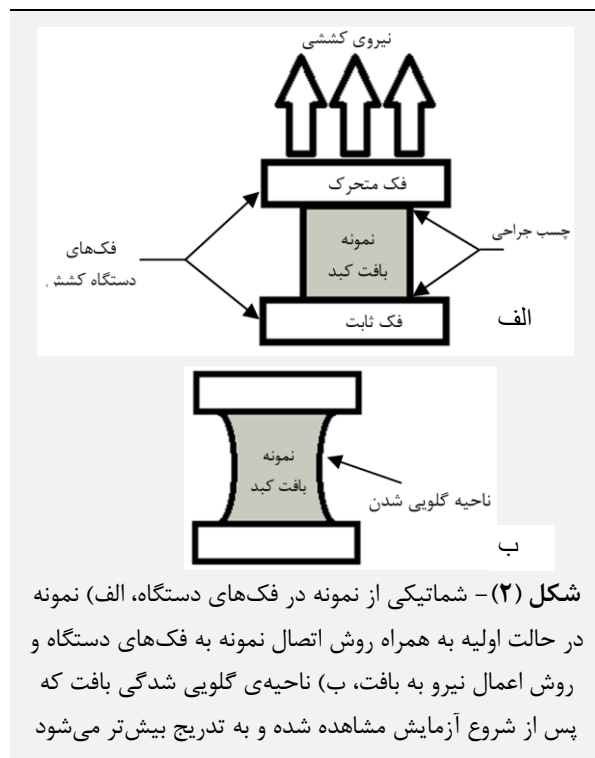 نیروی کششی
فک متحرک
چسب جراحی
نمونه
بافت کبد
فک‌های
دستگاه کشش
فک ثابت
الف
نمونه
بافت کبد
ناحیه گلویی شدن
ب
شکل (۲)- شماتیکی از نمونه در فک‌های دستگاه، الف) نمونه
در حالت اولیه به همراه روش اتصال نمونه به فک‌های دستگاه و
روش اعمال نیرو به بافت، ب) ناحیه‌ی گلویی شدگی بافت که
پس از شروع آزمایش مشاهده شده و به تدریج بیش‌تر می‌شود